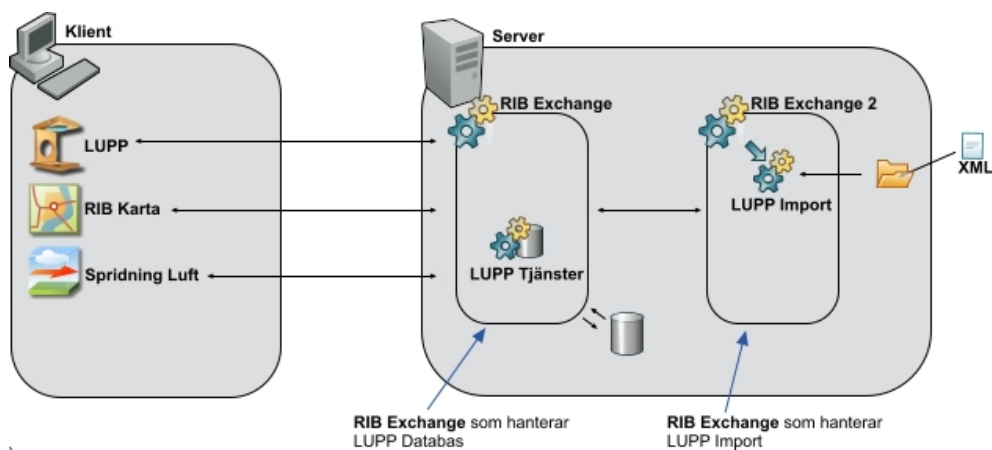 Klient
Server
RIB Exchange
RIB Exchange 2
LUPP
XML
RIB Karta
LUPP Import
Spridning Luft
LUPP Tjänster
RIB Exchange som hanterar
LUPP Databas
RIB Exchange som hanterar
LUPP Import